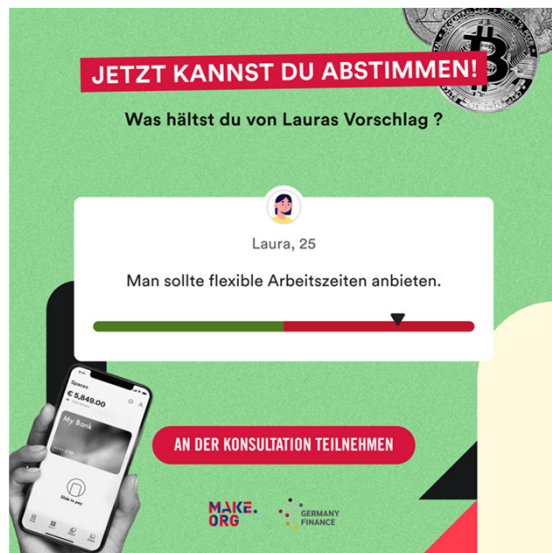 JETZT KANNST DU ABSTIMMEN!
Was hältst du von Lauras Vorschlag ?
Laura, 25
Man sollte flexible Arbeitszeiten anbieten.
Spaces
€ 5,849.00
My Bank
Slide to pay
AN DER KONSULTATION TEILNEHMEN
MAKE.
ORG
GERMANY
FINANCE